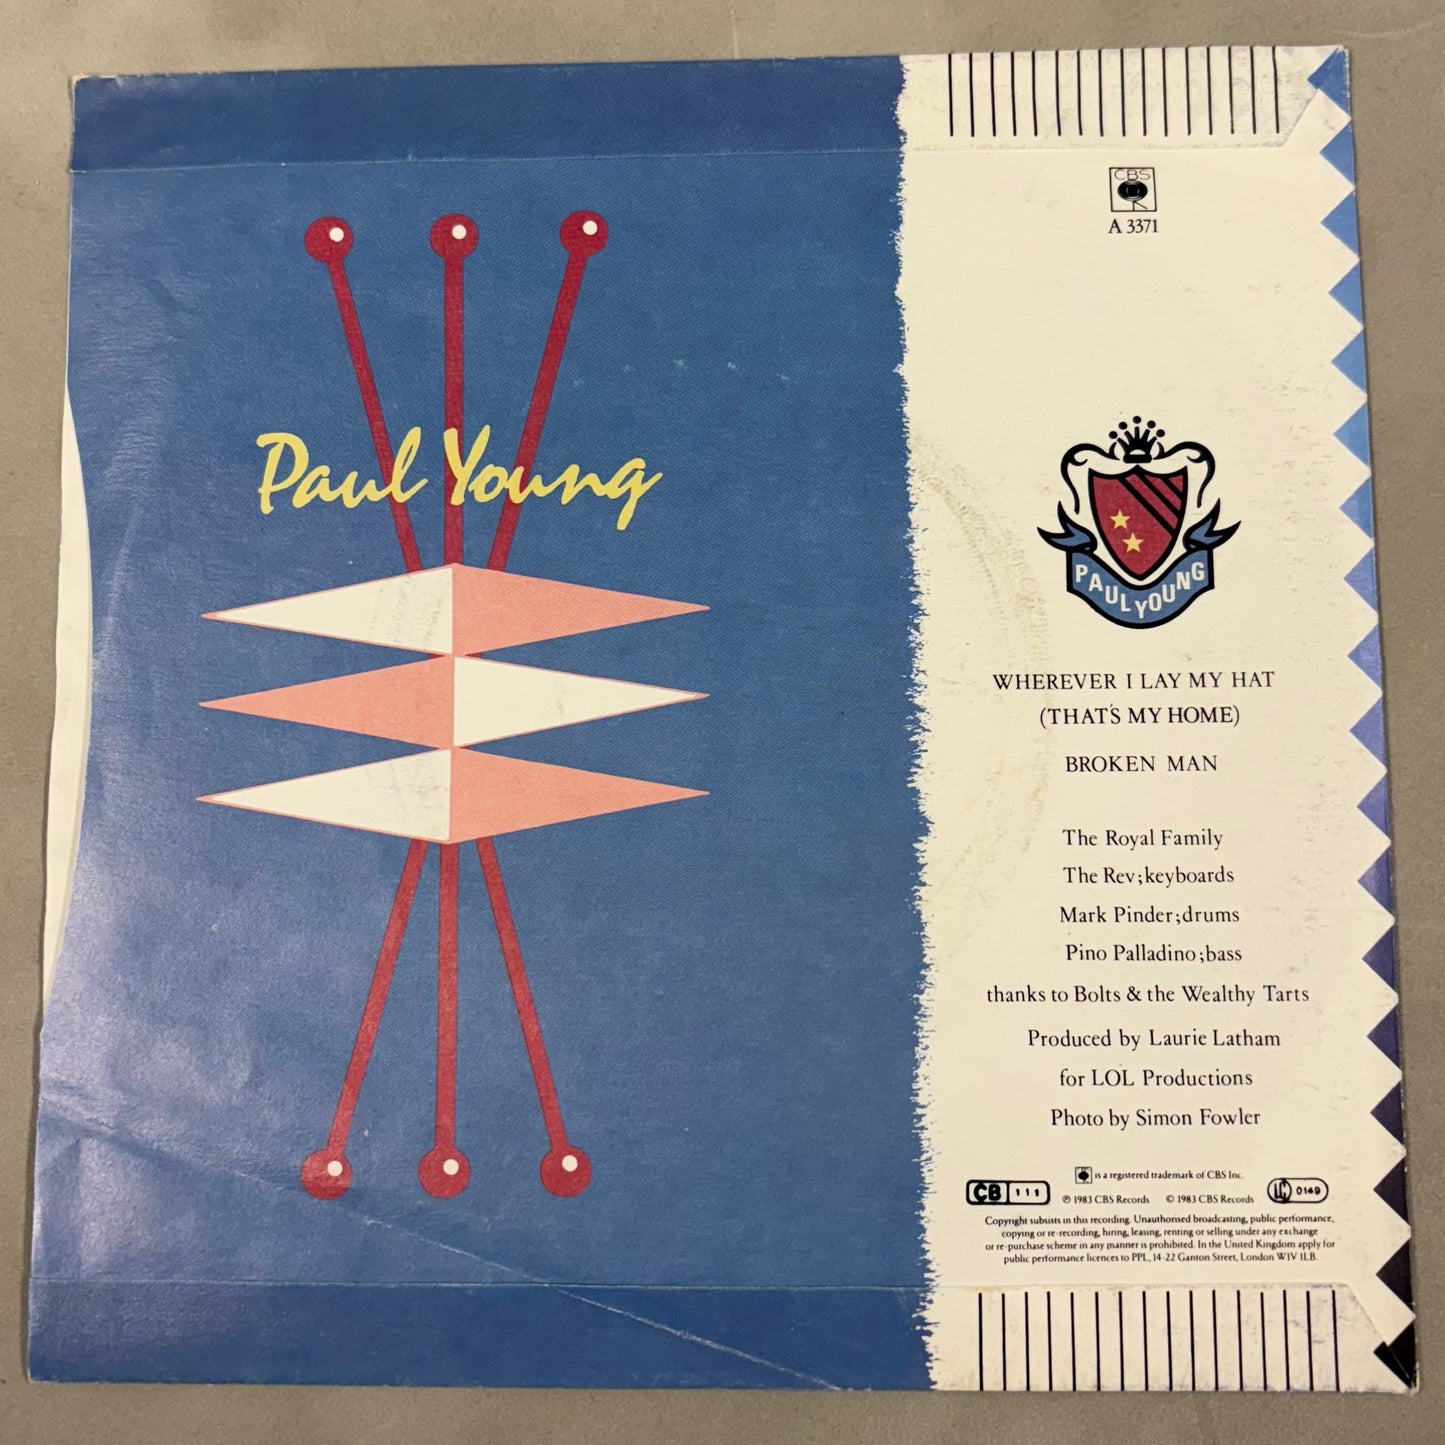 Paul Young
CBS
A 3371
PAUL YOUNG
WHEREVER I LAY MY HAT
(THAT'S MY HOME)
BROKEN MAN
The Royal Family
The Rev;keyboards
Mark Pinder;drums
Pino Palladino;bass
thanks to Bolts & the Wealthy Tarts
Produced by Laurie Latham
for LOL Productions
Photo by Simon Fowler
is a registered trademark of CBS Inc.
CB 111 ℗ 1983 CBS Records © 1983 CBS Records LC 0149
Copyright subsists in this recording. Unauthorised broadcasting, public performance,
copying or re-recording, hiring, leasing, renting or selling under any exchange
or re-purchase scheme in any manner is prohibited. In the United Kingdom apply for
public performance licences to PPL, 14-22 Ganton Street, London W1V 1LB.